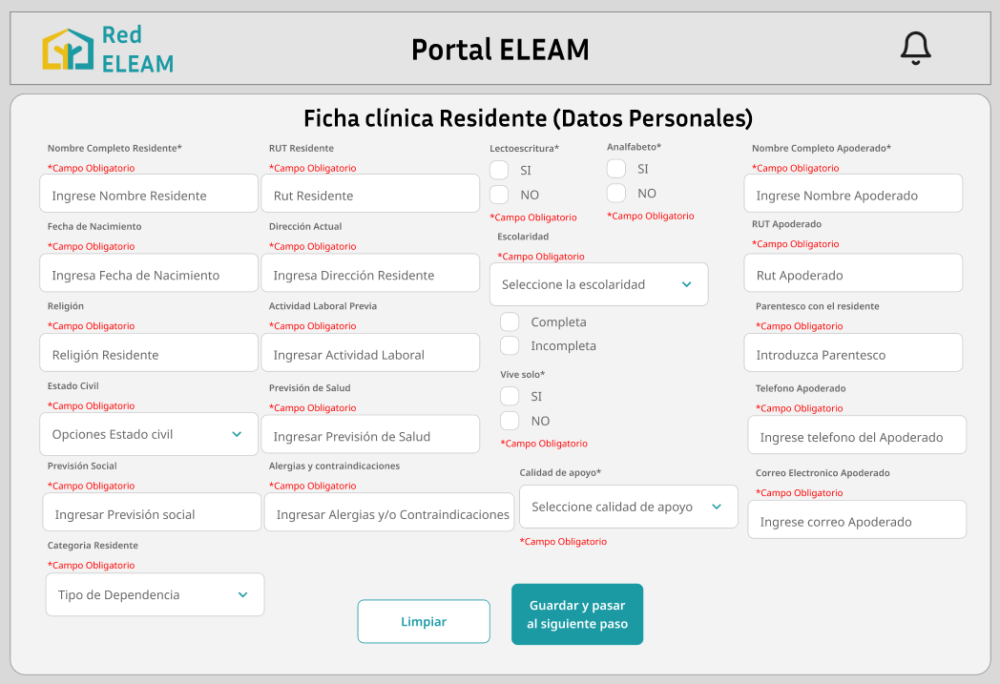 Red
ELEAM
Portal ELEAM
Ficha clínica Residente (Datos Personales)
Nombre Completo Residente*
*Campo Obligatorio
Ingrese Nombre Residente
Fecha de Nacimiento
*Campo Obligatorio
Ingresa Fecha de Nacimiento
Religión
*Campo Obligatorio
Religión Residente
Estado Civil
*Campo Obligatorio
Opciones Estado civil
Previsión Social
*Campo Obligatorio
Ingresar Previsión social
Categoria Residente
*Campo Obligatorio
Tipo de Dependencia
RUT Residente
*Campo Obligatorio
Rut Residente
Dirección Actual
*Campo Obligatorio
Ingresa Dirección Residente
Actividad Laboral Previa
*Campo Obligatorio
Ingresar Actividad Laboral
Previsión de Salud
*Campo Obligatorio
Ingresar Previsión de Salud
Alergias y contraindicaciones
*Campo Obligatorio
Ingresar Alergias y/o Contraindicaciones
Lectoescritura*
SI
NO
*Campo Obligatorio
Analfabeto*
SI
NO
*Campo Obligatorio
Escolaridad
*Campo Obligatorio
Seleccione la escolaridad
Completa
Incompleta
Vive solo*
SI
NO
*Campo Obligatorio
Calidad de apoyo*
Seleccione calidad de apoyo
*Campo Obligatorio
Nombre Completo Apoderado*
*Campo Obligatorio
Ingrese Nombre Apoderado
RUT Apoderado
*Campo Obligatorio
Rut Apoderado
Parentesco con el residente
*Campo Obligatorio
Introduzca Parentesco
Telefono Apoderado
*Campo Obligatorio
Ingrese telefono del Apoderado
Correo Electronico Apoderado
*Campo Obligatorio
Ingrese correo Apoderado
Limpiar
Guardar y pasar
al siguiente paso